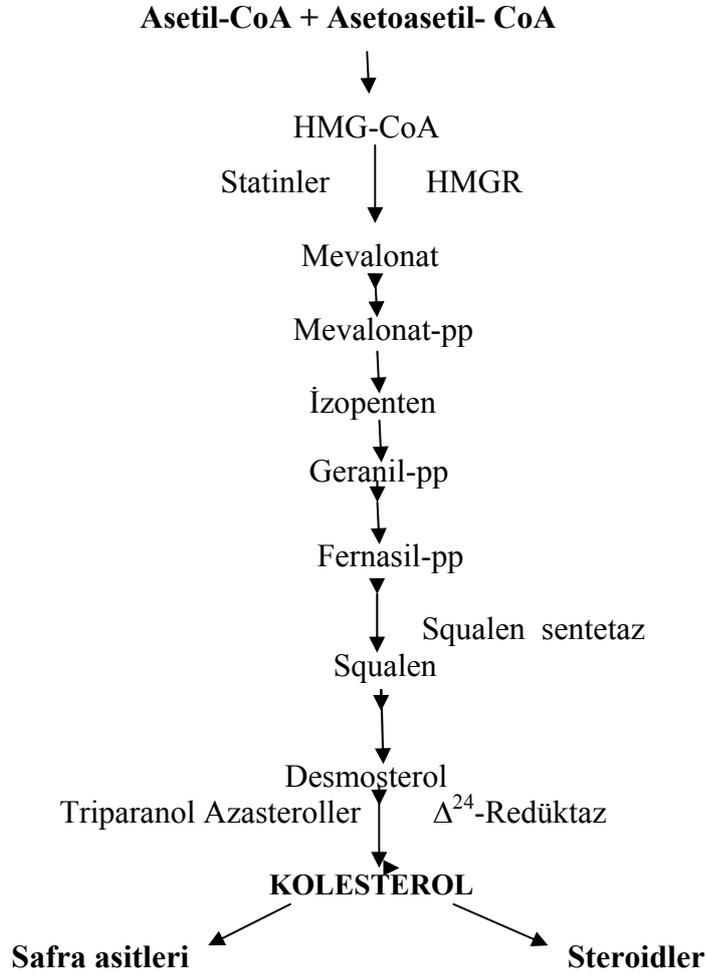 Asetil-CoA + Asetoasetil- CoA
HMG-CoA
Statinler HMGR
Mevalonat
Mevalonat-pp
İzopenten
Geranil-pp
Fernasil-pp
Squalen sentetaz
Squalen
Desmosterol
Triparanol Azasteroller Δ²⁴-Redüktaz
KOLESTEROL
Safra asitleri Steroidler